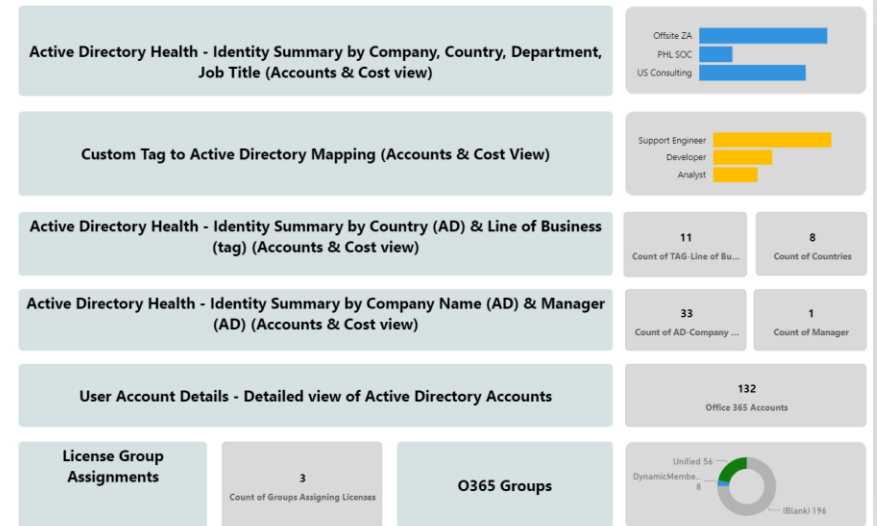 Active Directory Health - Identity Summary by Company, Country, Department,
Job Title (Accounts & Cost view)
Offsite ZA
PHL SOC
US Consulting
Custom Tag to Active Directory Mapping (Accounts & Cost View)
Support Engineer
Developer
Analyst
Active Directory Health - Identity Summary by Country (AD) & Line of Business
(tag) (Accounts & Cost view)
11
Count of TAG-Line of Bu...
8
Count of Countries
Active Directory Health - Identity Summary by Company Name (AD) & Manager
(AD) (Accounts & Cost view)
33
Count of AD-Company ...
1
Count of Manager
User Account Details - Detailed view of Active Directory Accounts
132
Office 365 Accounts
License Group
Assignments
3
Count of Groups Assigning Licenses
O365 Groups
Unified 56
DynamicMembe...
8
(Blank) 196